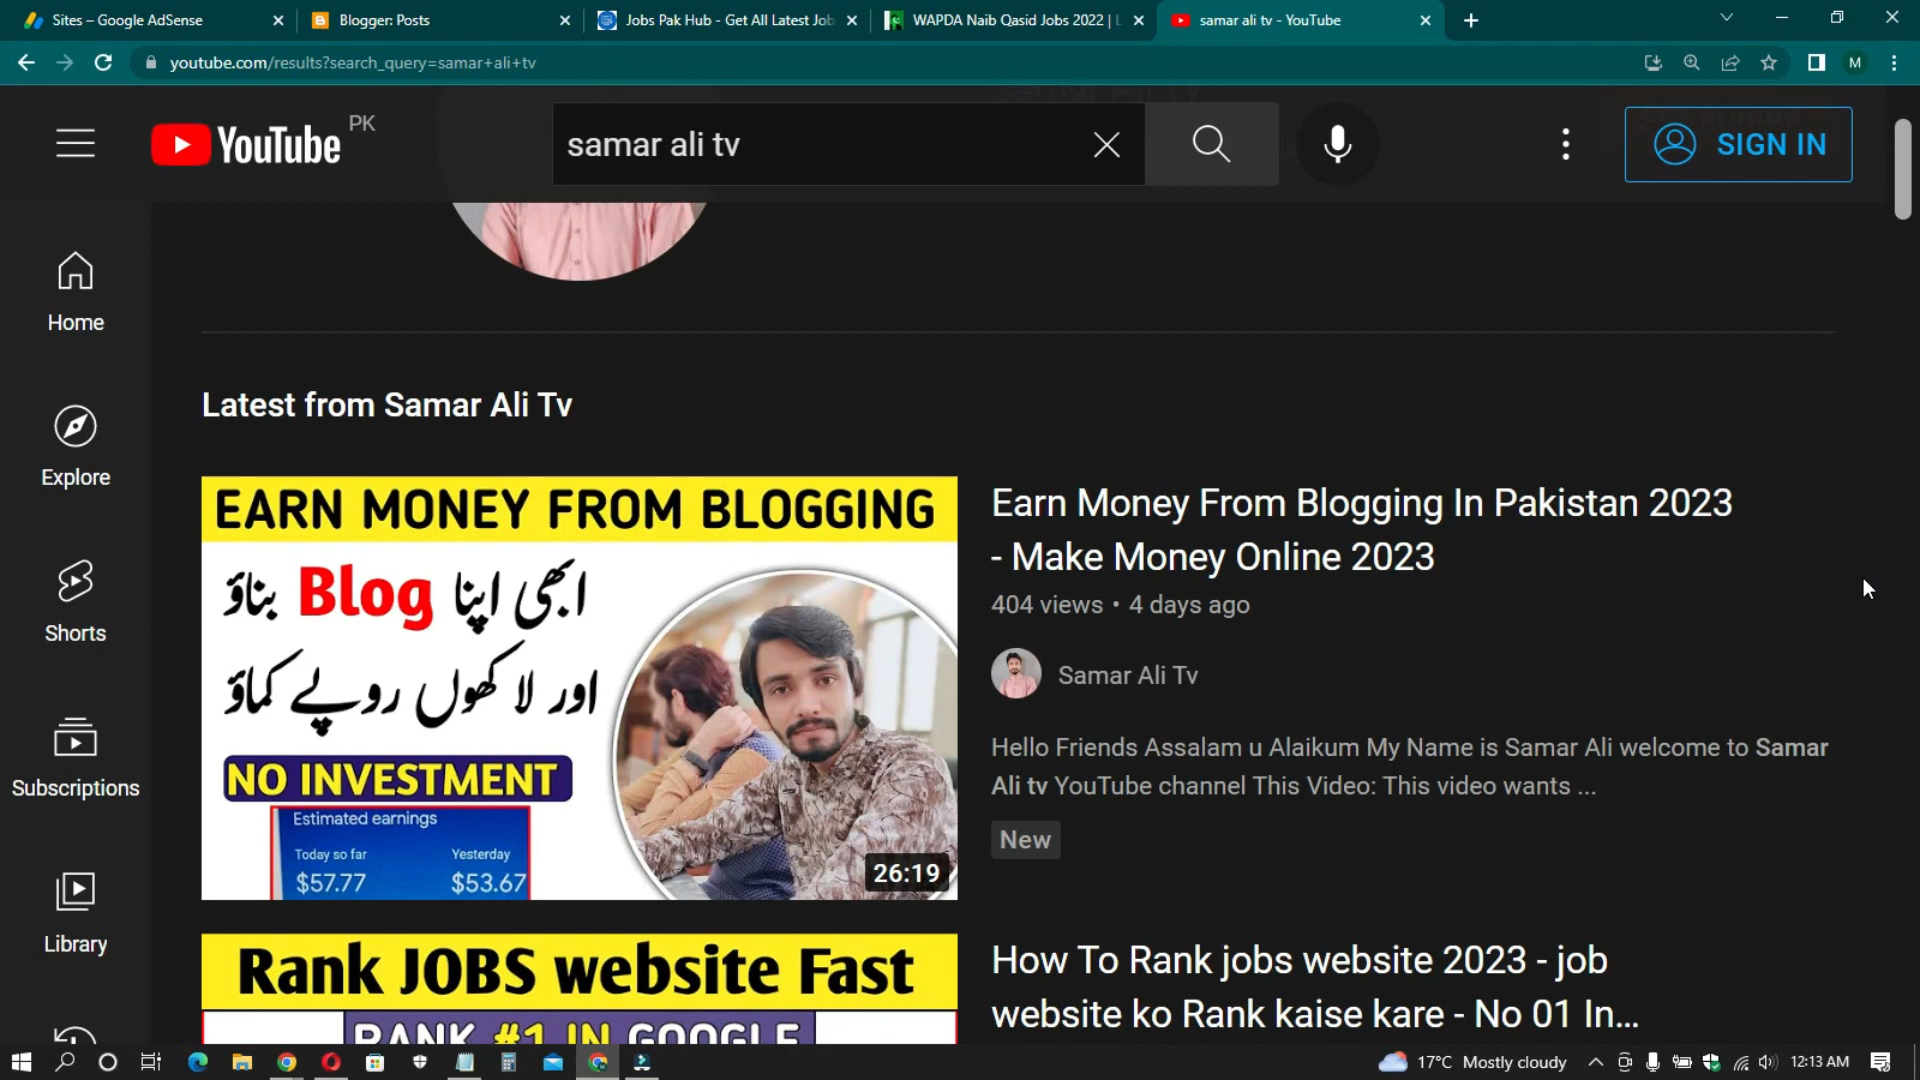 Sites – Google AdSense
Blogger: Posts
Jobs Pak Hub - Get All Latest Job
WAPDA Naib Qasid Jobs 2022 | L
samar ali tv - YouTube
youtube.com/results?search_query=samar+ali+tv
M
YouTube PK
samar ali tv
SIGN IN
Home
Explore
Shorts
Subscriptions
Library
Latest from Samar Ali Tv
EARN MONEY FROM BLOGGING
ابھی اپنا Blog بناؤ
اور لاکھوں روپے کماؤ
NO INVESTMENT
Estimated earnings
Today so far Yesterday
$57.77 $53.67
26:19
Earn Money From Blogging In Pakistan 2023
- Make Money Online 2023
404 views • 4 days ago
Samar Ali Tv
Hello Friends Assalam u Alaikum My Name is Samar Ali welcome to Samar
Ali tv YouTube channel This Video: This video wants ...
New
Rank JOBS website Fast
RANK #1 IN GOOGLE
How To Rank jobs website 2023 - job
website ko Rank kaise kare - No 01 In...
17°C Mostly cloudy
12:13 AM